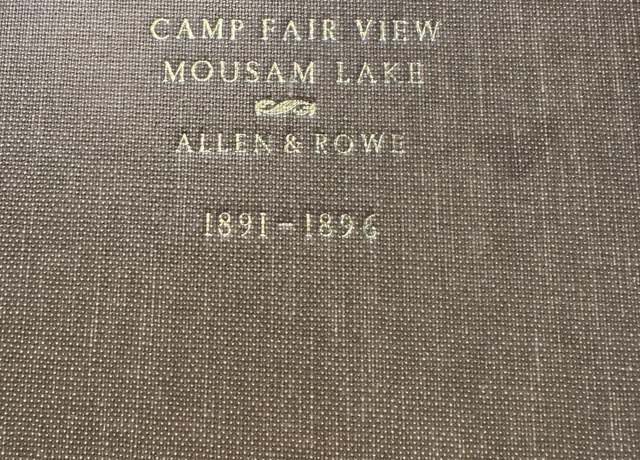 CAMP FAIR VIEW
MOUSAM LAKE
ALLEN & ROWE
1891-1896